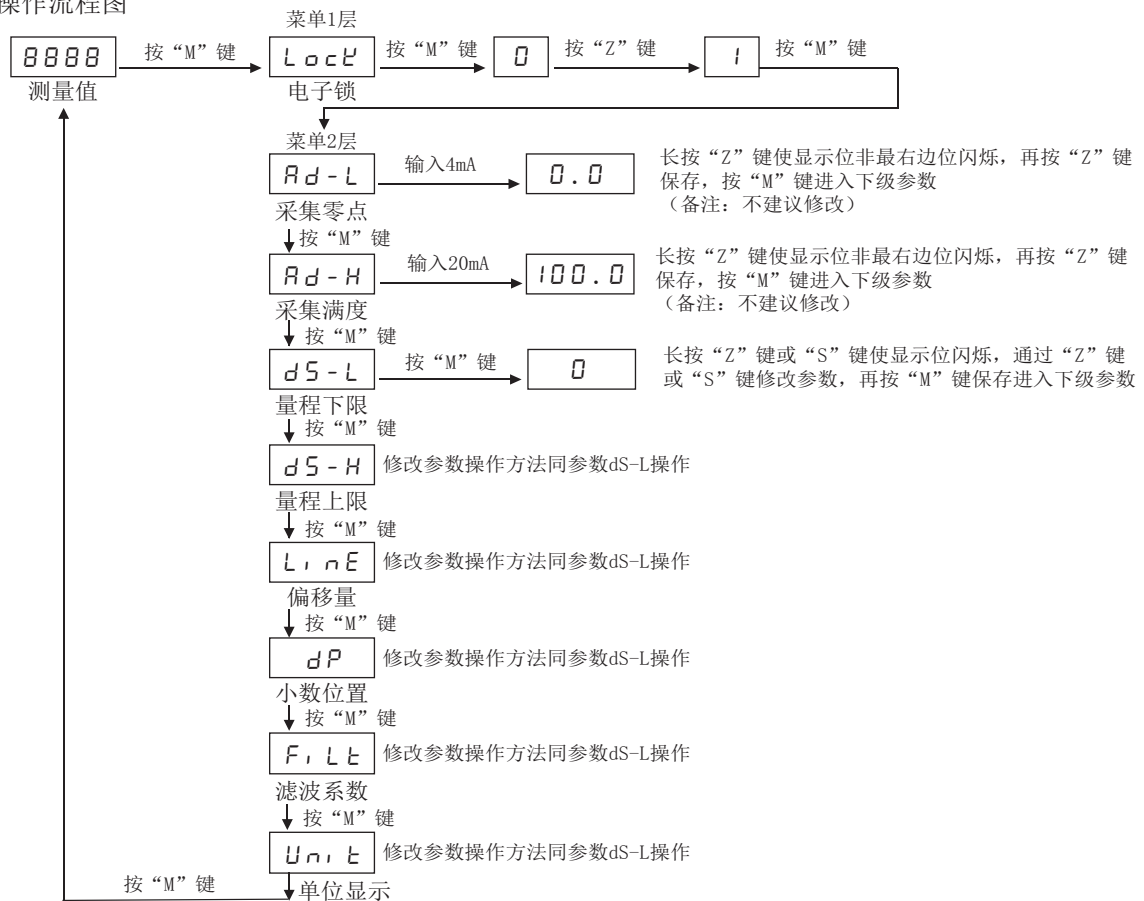 操作流程图
菜单1层
8888 按“M”键 LocK 按“M”键 0 按“Z”键 1 按“M”键
测量值 电子锁
菜单2层
Ad-L 输入4mA 0.0 长按“Z”键使显示位非最右边位闪烁，再按“Z”键
保存，按“M”键进入下级参数
采集零点 （备注：不建议修改）
按“M”键
Ad-H 输入20mA 100.0 长按“Z”键使显示位非最右边位闪烁，再按“Z”键
保存，按“M”键进入下级参数
采集满度 （备注：不建议修改）
按“M”键
dS-L 按“M”键 0 长按“Z”键或“S”键使显示位闪烁，通过“Z”键
或“S”键修改参数，再按“M”键保存进入下级参数
量程下限
按“M”键
dS-H 修改参数操作方法同参数dS-L操作
量程上限
按“M”键
LinE 修改参数操作方法同参数dS-L操作
偏移量
按“M”键
dP 修改参数操作方法同参数dS-L操作
小数位置
按“M”键
FiLt 修改参数操作方法同参数dS-L操作
滤波系数
按“M”键
Unit 修改参数操作方法同参数dS-L操作
按“M”键 单位显示